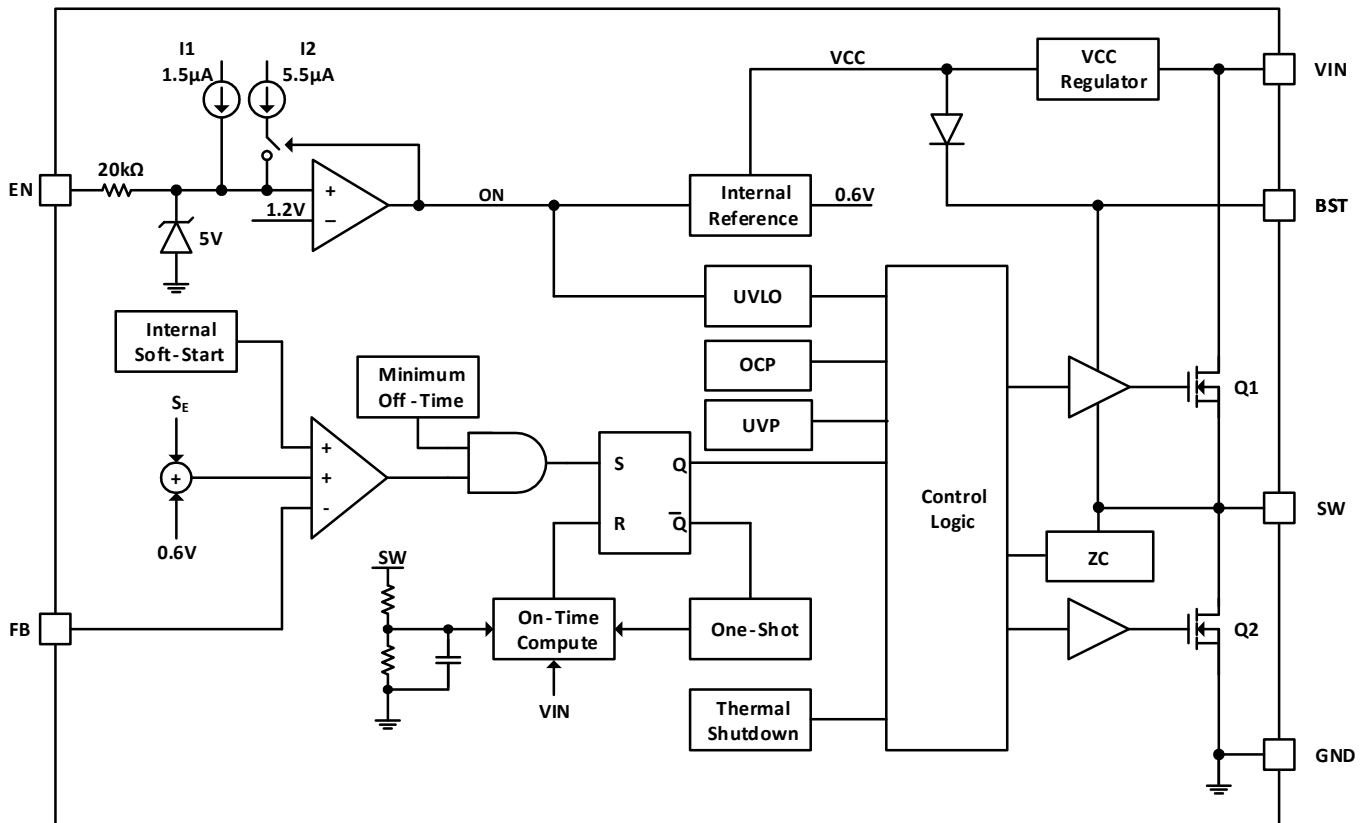 I1
1.5µA
I2
5.5µA
VCC
VCC
Regulator
VIN
EN
20kΩ
+
1.2V
−
5V
ON
Internal
Reference
0.6V
BST
UVLO
Internal
Soft-Start
OCP
Minimum
Off-Time
UVP
Q1
SE
+
+
+
-
0.6V
S
Q
R
Q̅
Control
Logic
SW
ZC
SW
FB
On-Time
Compute
One-Shot
Q2
VIN
Thermal
Shutdown
GND